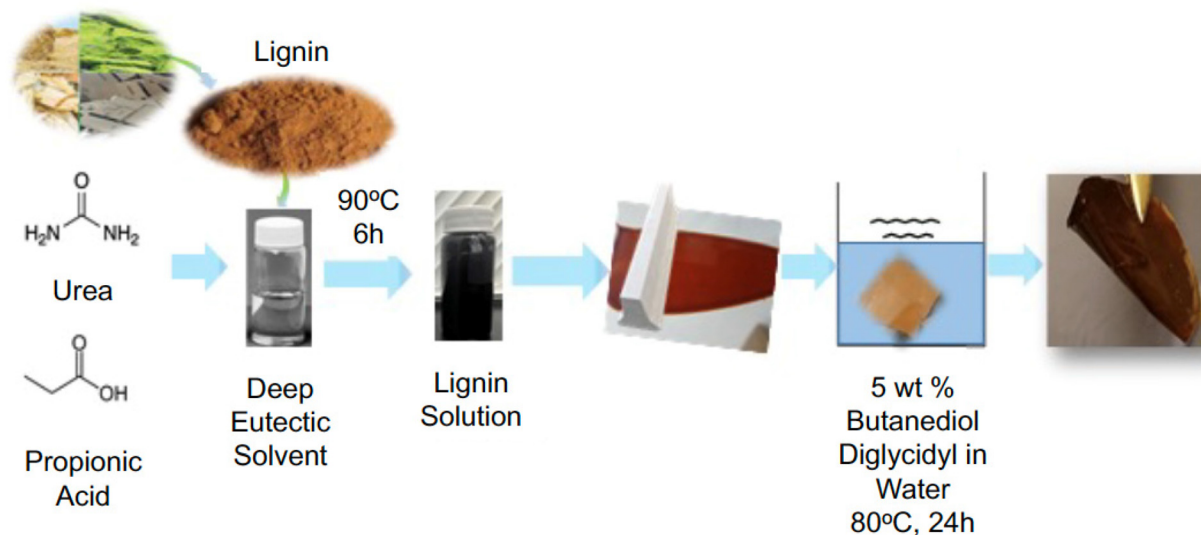 Lignin
O
H₂N
NH₂
Urea
O
OH
Propionic
Acid
Deep
Eutectic
Solvent
90ºC
6h
Lignin
Solution
5 wt %
Butanediol
Diglycidyl in
Water
80ºC, 24h